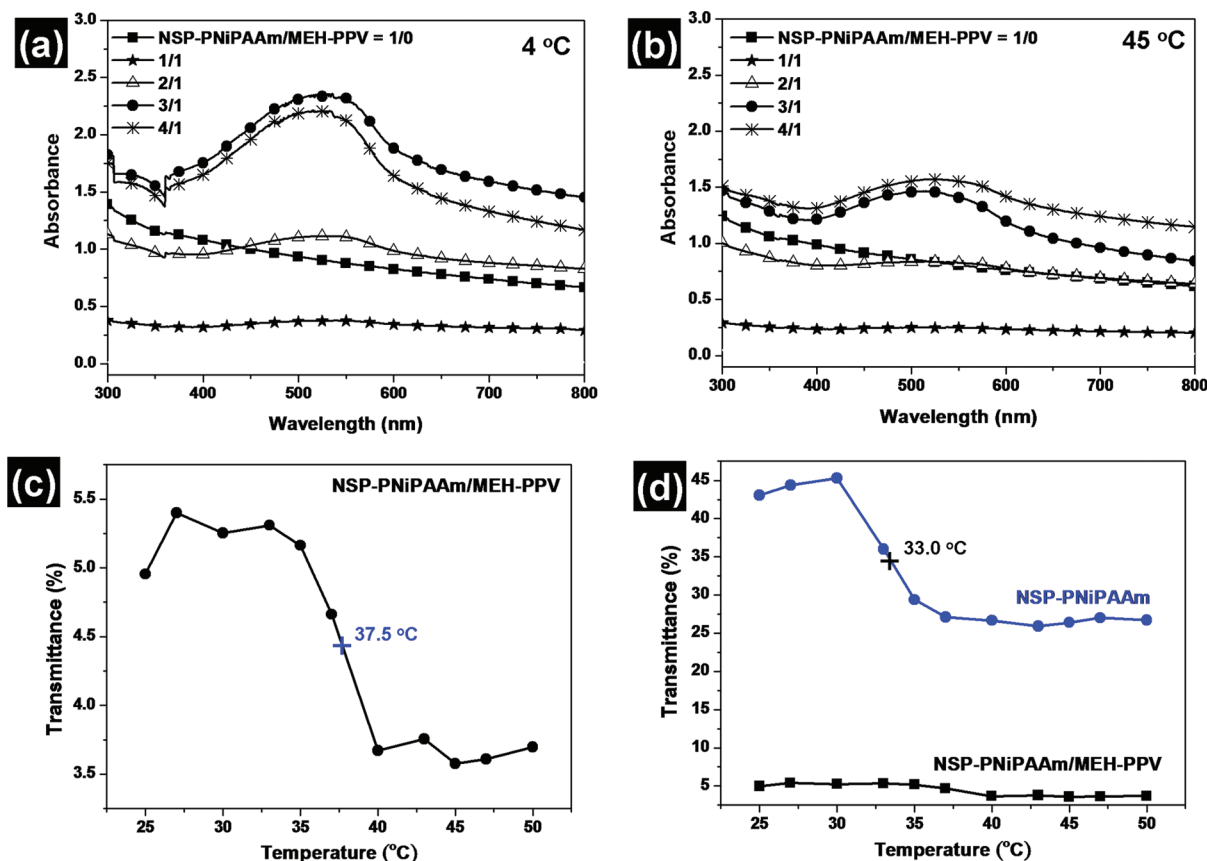 (a)
NSP-PNiPAAm/MEH-PPV = 1/0
4 °C
1/1
2/1
3/1
4/1
3.0
2.5
2.0
1.5
1.0
0.5
0.0
Absorbance
300 400 500 600 700 800
Wavelength (nm)
(b)
NSP-PNiPAAm/MEH-PPV = 1/0
45 °C
1/1
2/1
3/1
4/1
3.0
2.5
2.0
1.5
1.0
0.5
0.0
Absorbance
300 400 500 600 700 800
Wavelength (nm)
(c)
NSP-PNiPAAm/MEH-PPV
5.5
5.0
4.5
4.0
3.5
Transmittance (%)
37.5 °C
25 30 35 40 45 50
Temperature (°C)
(d)
45
40
35
30
25
20
15
10
5
Transmittance (%)
33.0 °C
NSP-PNiPAAm
NSP-PNiPAAm/MEH-PPV
25 30 35 40 45 50
Temperature (°C)